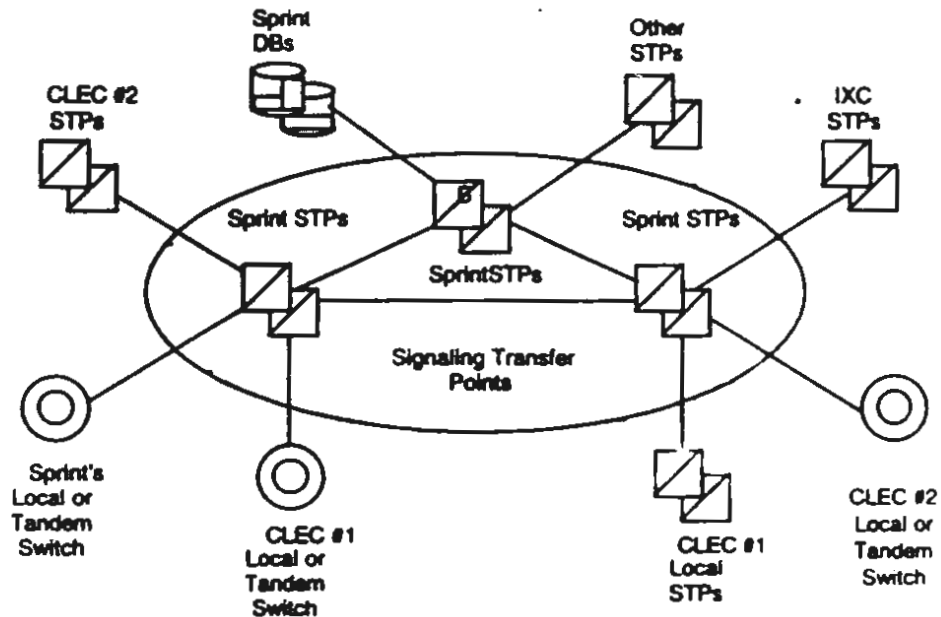 Sprint
DBs
Other
STPs
CLEC #2
STPs
IXC
STPs
S
Sprint STPs
Sprint STPs
SprintSTPs
Signaling Transfer
Points
Sprint's
Local or
Tandem
Switch
CLEC #1
Local or
Tandem
Switch
CLEC #1
Local
STPs
CLEC #2
Local or
Tandem
Switch